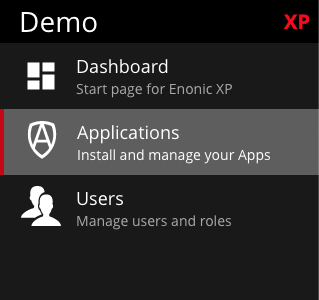 Demo XP
Dashboard
Start page for Enonic XP
Applications
Install and manage your Apps
Users
Manage users and roles